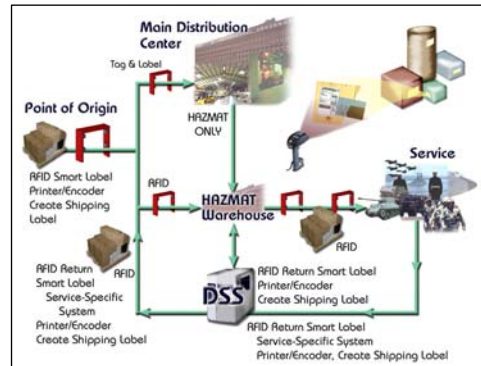 Main Distribution
Center
Tag & Label
Point of Origin
HAZMAT
ONLY
Service
RFID Smart Label
Printer/Encoder
Create Shipping
Label
RFID
HAZMAT
Warehouse
RFID
RFID
RFID Return
Smart Label
Service-Specific
System
Printer/Encoder
Create Shipping Label
DSS
RFID Return Smart Label
Printer/Encoder
Create Shipping Label
RFID Return Smart Label
Service-Specific System
Printer/Encoder, Create Shipping Label